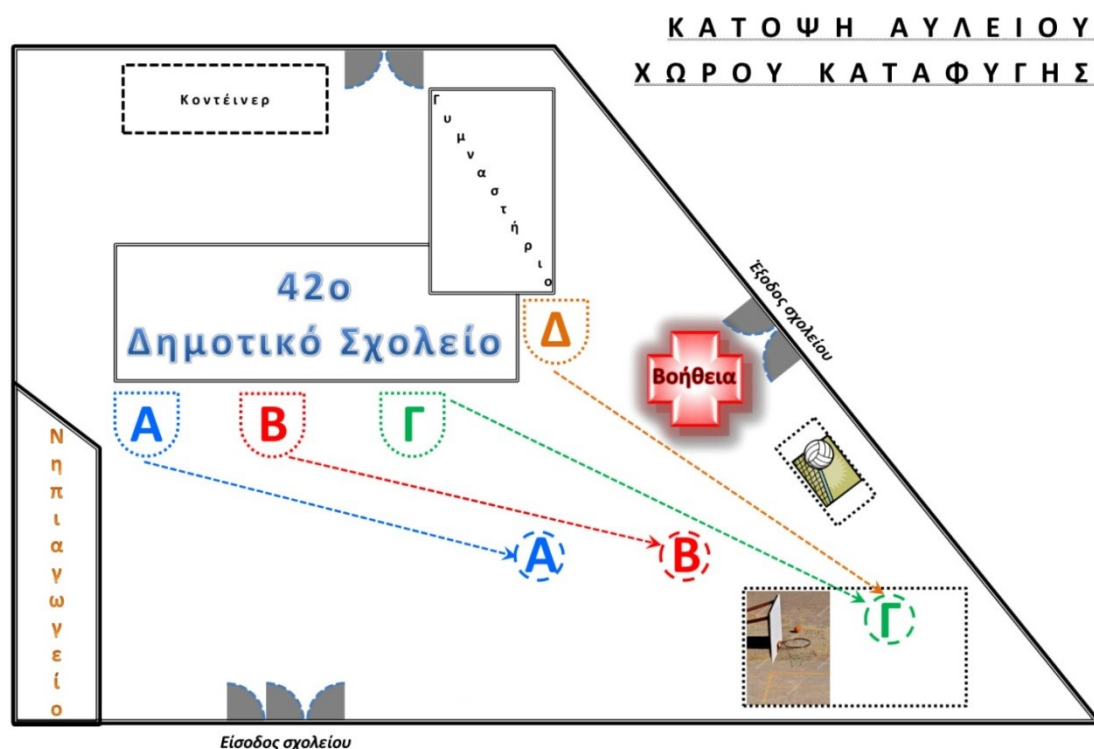 ΚΑΤΟΨΗ ΑΥΛΕΙΟΥ
ΧΩΡΟΥ ΚΑΤΑΦΥΓΗΣ
Κοντέινερ
Γυμναστήριο
42ο
Δημοτικό Σχολείο
Δ
Έξοδος σχολείου
Βοήθεια
Α Β Γ
Νηπιαγωγείο
Α Β
Γ
Είσοδος σχολείου